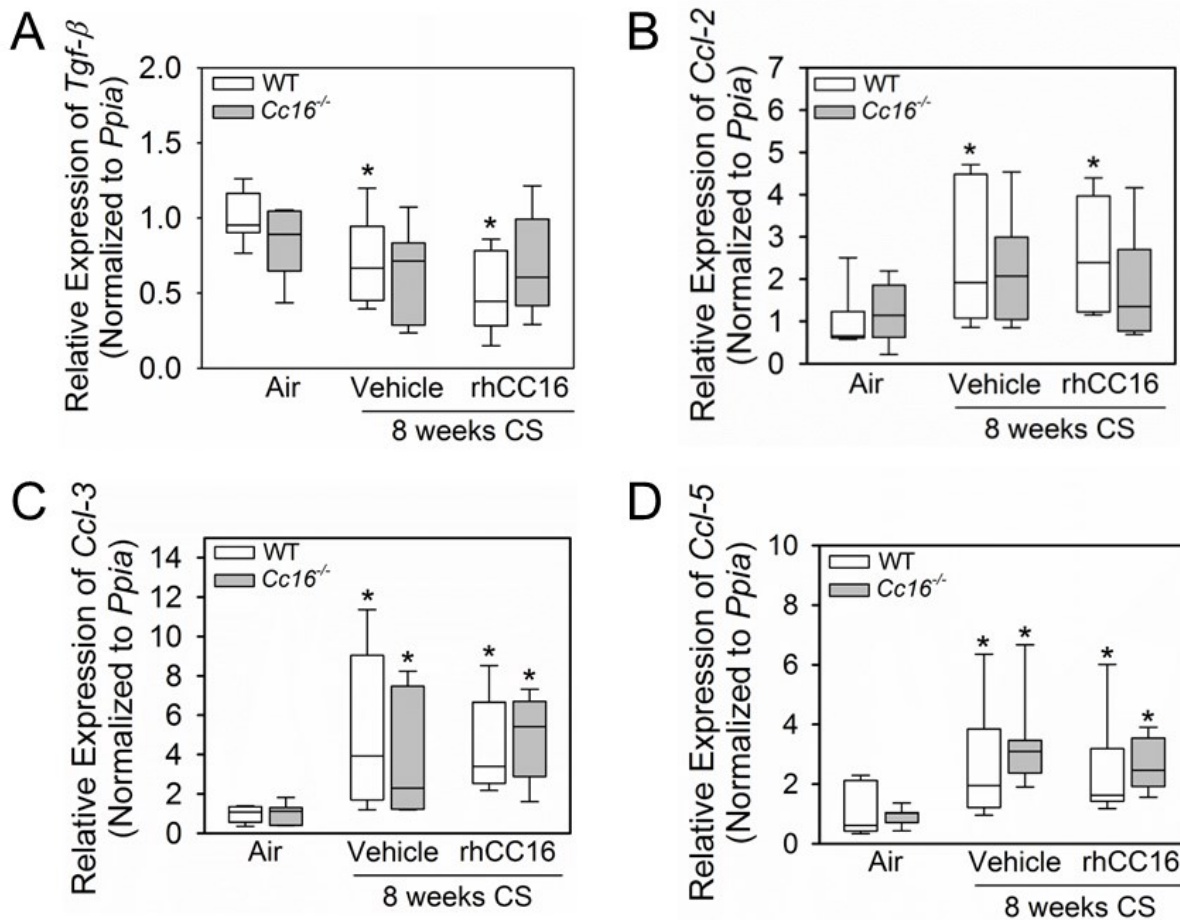 A
Relative Expression of Tgf-β
(Normalized to Ppia)
2.0
1.5
1.0
0.5
0.0
WT
Cc16-/-
*
*
Air
Vehicle
rhCC16
8 weeks CS
B
Relative Expression of Ccl-2
(Normalized to Ppia)
7
6
5
4
3
2
1
0
WT
Cc16-/-
*
*
Air
Vehicle
rhCC16
8 weeks CS
C
Relative Expression of Ccl-3
(Normalized to Ppia)
14
12
10
8
6
4
2
0
WT
Cc16-/-
*
*
*
*
Air
Vehicle
rhCC16
8 weeks CS
D
Relative Expression of Ccl-5
(Normalized to Ppia)
10
8
6
4
2
0
WT
Cc16-/-
*
*
*
*
Air
Vehicle
rhCC16
8 weeks CS